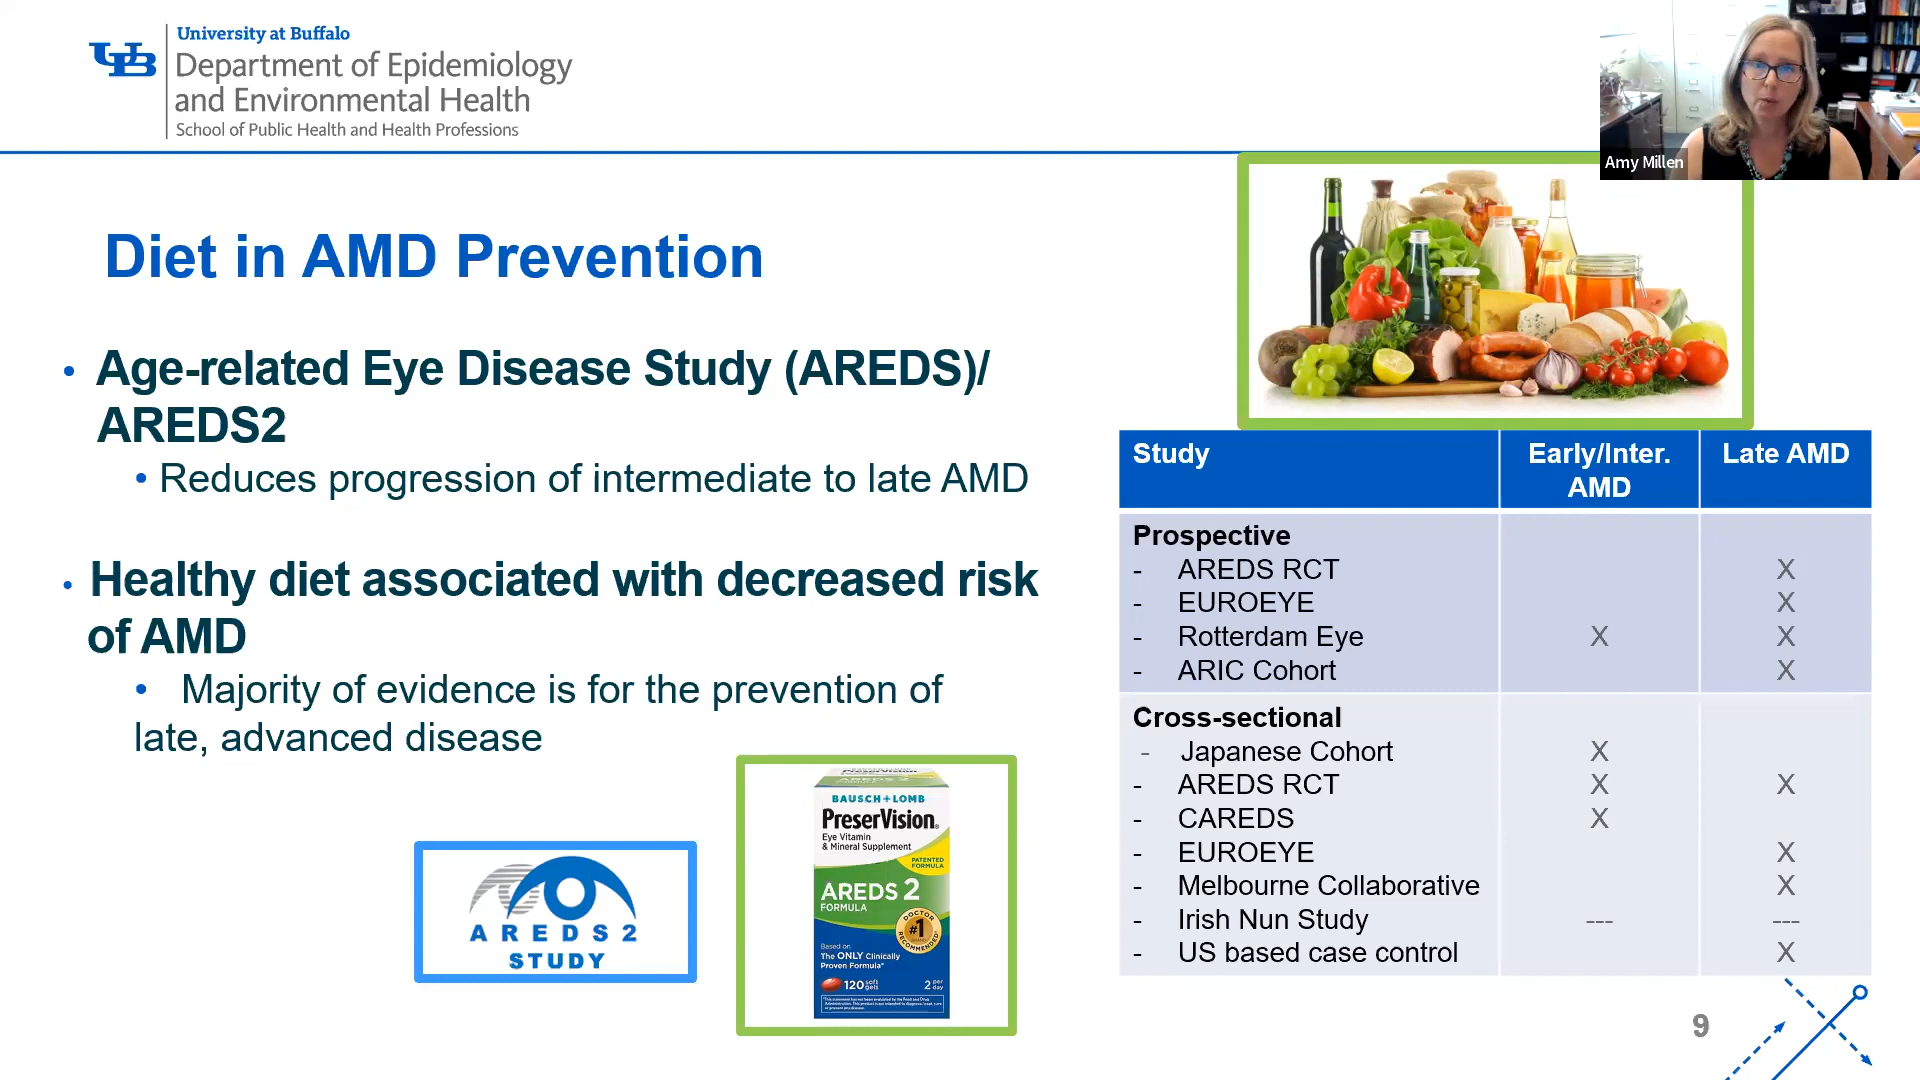 University at Buffalo
UB
Department of Epidemiology
and Environmental Health
School of Public Health and Health Professions
Amy Millen
Diet in AMD Prevention
• Age-related Eye Disease Study (AREDS)/
AREDS2
• Reduces progression of intermediate to late AMD
• Healthy diet associated with decreased risk
of AMD
• Majority of evidence is for the prevention of
late, advanced disease
AREDS2
STUDY
PreserVision
AREDS 2
BAUSCH + LOMB
PreserVision®
Eye Vitamin
& Mineral Supplement
PATENTED
FORMULA
AREDS 2
FORMULA
DOCTOR
#1
RECOMMENDED
Based on
The ONLY Clinically
Proven Formula*
120 soft gels
2 per day
Study Early/Inter. AMD Late AMD
Prospective
- AREDS RCT X
- EUROEYE X
- Rotterdam Eye X X
- ARIC Cohort X
Cross-sectional
- Japanese Cohort X
- AREDS RCT X X
- CAREDS X
- EUROEYE X
- Melbourne Collaborative X
- Irish Nun Study --- ---
- US based case control X
9